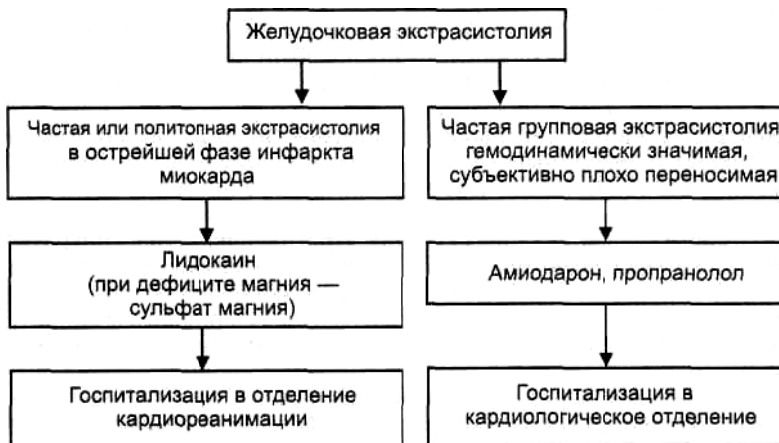 Желудочковая экстрасистолия
Частая или политопная экстрасистолия
в острейшей фазе инфаркта
миокарда
Частая групповая экстрасистолия,
гемодинамически значимая,
субъективно плохо переносимая
Лидокаин
(при дефиците магния —
сульфат магния)
Амиодарон, пропранолол
Госпитализация в отделение
кардиореанимации
Госпитализация в
кардиологическое отделение